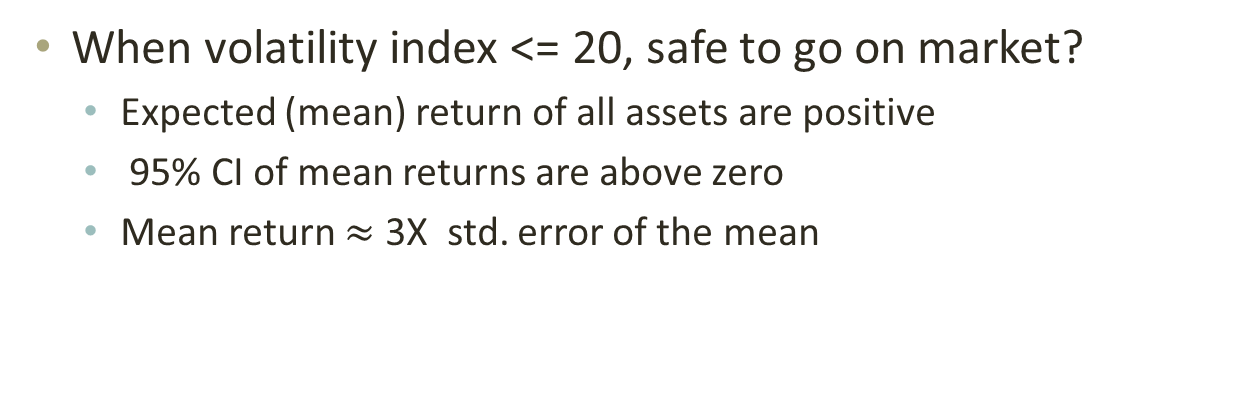 • When volatility index <= 20, safe to go on market?
• Expected (mean) return of all assets are positive
• 95% CI of mean returns are above zero
• Mean return ≈ 3X std. error of the mean